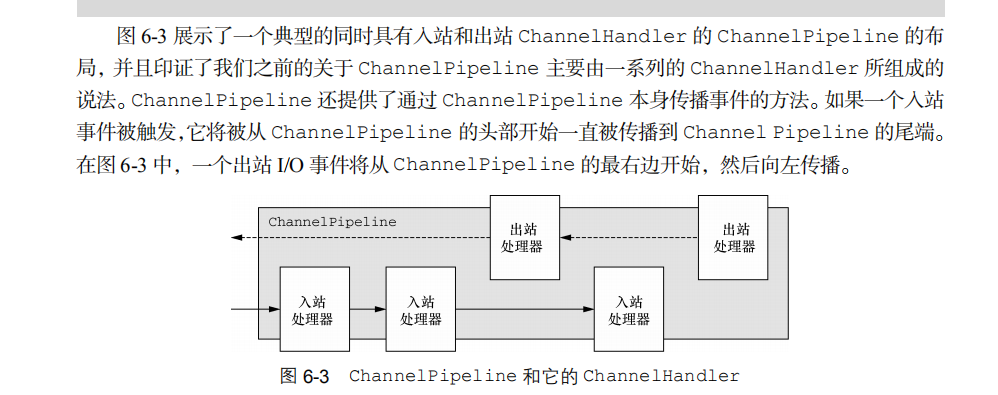 图 6-3 展示了一个典型的同时具有入站和出站 ChannelHandler 的 ChannelPipeline 的布
局，并且印证了我们之前的关于 ChannelPipeline 主要由一系列的 ChannelHandler 所组成的
说法。ChannelPipeline 还提供了通过 ChannelPipeline 本身传播事件的方法。如果一个入站
事件被触发，它将被从 ChannelPipeline 的头部开始一直被传播到 Channel Pipeline 的尾端。
在图 6-3 中，一个出站 I/O 事件将从 ChannelPipeline 的最右边开始，然后向左传播。
ChannelPipeline
出站
处理器
出站
处理器
入站
处理器
入站
处理器
入站
处理器
图 6-3 ChannelPipeline 和它的 ChannelHandler